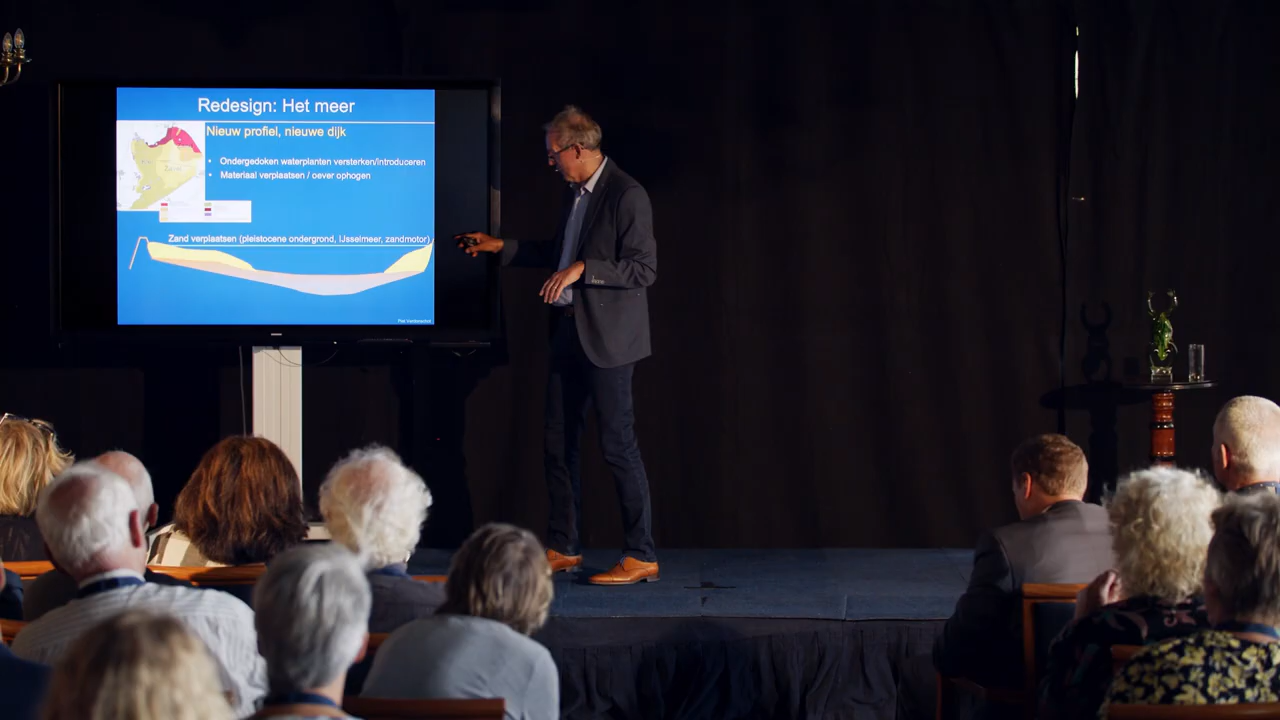 Redesign: Het meer
Nieuw profiel, nieuwe dijk
• Ondergedoken waterplanten versterken/introduceren
• Materiaal verplaatsen / oever ophogen
Zand verplaatsen (pleistocene ondergrond, IJsselmeer, zandmotor)